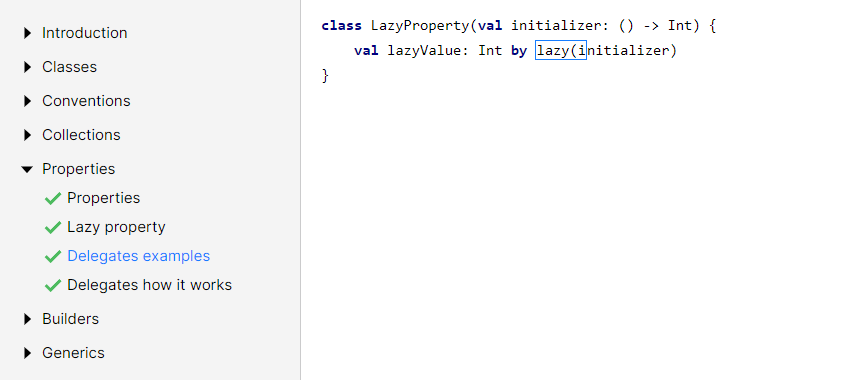 Introduction
Classes
Conventions
Collections
Properties
Properties
Lazy property
Delegates examples
Delegates how it works
Builders
Generics
class LazyProperty(val initializer: () -> Int) {
    val lazyValue: Int by lazy(initializer)
}